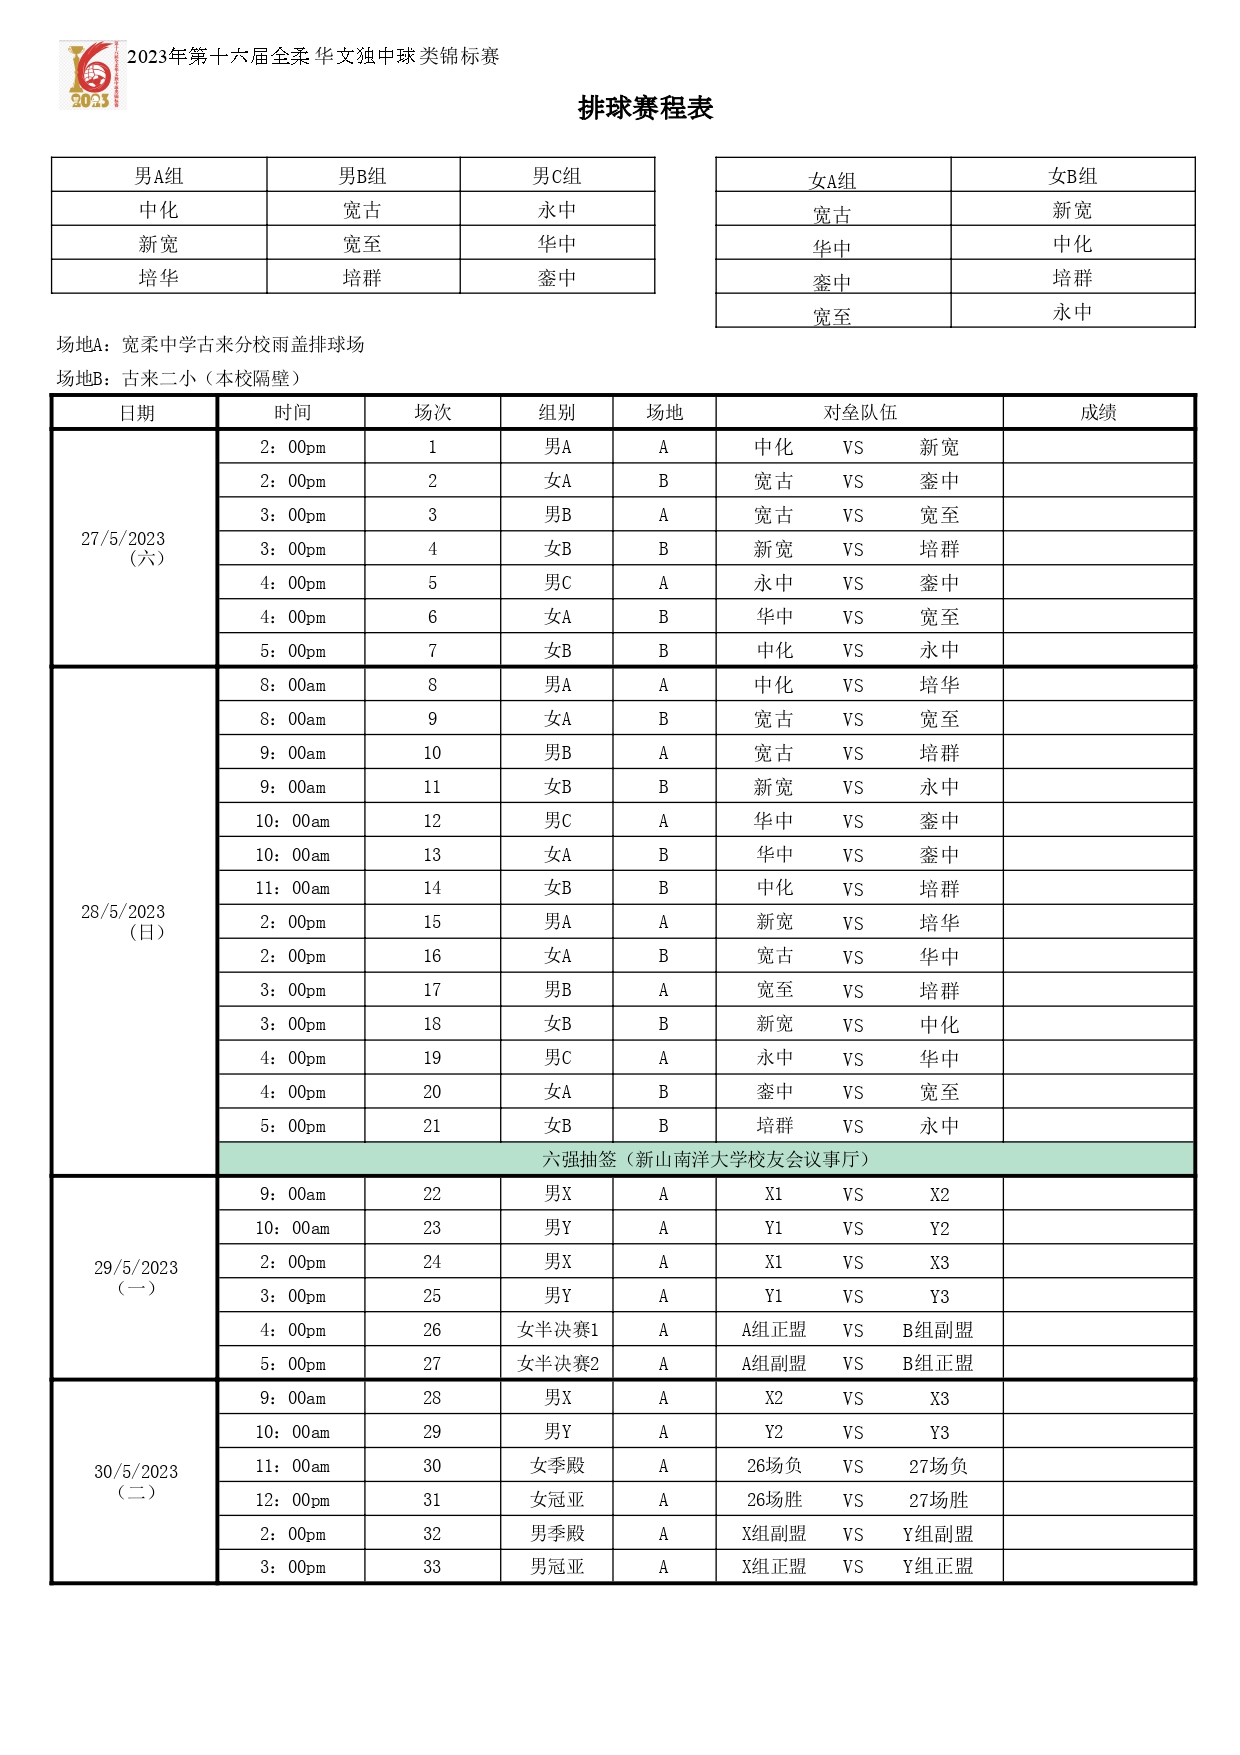 2023年第十六届全柔华文独中球类锦标赛
排球赛程表
男A组 男B组 男C组 女A组 女B组
中化 宽古 永中 宽古 新宽
新宽 宽至 华中 华中 中化
培华 培群 銮中 銮中 培群
宽至 永中
场地A：宽柔中学古来分校雨盖排球场
场地B：古来二小（本校隔壁）
日期 时间 场次 组别 场地 对垒队伍 成绩
27/5/2023
（六）
2：00pm 1 男A A 中化 VS 新宽
2：00pm 2 女A B 宽古 VS 銮中
3：00pm 3 男B A 宽古 VS 宽至
3：00pm 4 女B B 新宽 VS 培群
4：00pm 5 男C A 永中 VS 銮中
4：00pm 6 女A B 华中 VS 宽至
5：00pm 7 女B B 中化 VS 永中
28/5/2023
（日）
8：00am 8 男A A 中化 VS 培华
8：00am 9 女A B 宽古 VS 宽至
9：00am 10 男B A 宽古 VS 培群
9：00am 11 女B B 新宽 VS 永中
10：00am 12 男C A 华中 VS 銮中
10：00am 13 女A B 华中 VS 銮中
11：00am 14 女B B 中化 VS 培群
2：00pm 15 男A A 新宽 VS 培华
2：00pm 16 女A B 宽古 VS 华中
3：00pm 17 男B A 宽至 VS 培群
3：00pm 18 女B B 新宽 VS 中化
4：00pm 19 男C A 永中 VS 华中
4：00pm 20 女A B 銮中 VS 宽至
5：00pm 21 女B B 培群 VS 永中
六强抽签（新山南洋大学校友会议事厅）
29/5/2023
（一）
9：00am 22 男X A X1 VS X2
10：00am 23 男Y A Y1 VS Y2
2：00pm 24 男X A X1 VS X3
3：00pm 25 男Y A Y1 VS Y3
4：00pm 26 女半决赛1 A A组正盟 VS B组副盟
5：00pm 27 女半决赛2 A A组副盟 VS B组正盟
30/5/2023
（二）
9：00am 28 男X A X2 VS X3
10：00am 29 男Y A Y2 VS Y3
11：00am 30 女季殿 A 26场负 VS 27场负
12：00pm 31 女冠亚 A 26场胜 VS 27场胜
2：00pm 32 男季殿 A X组副盟 VS Y组副盟
3：00pm 33 男冠亚 A X组正盟 VS Y组正盟